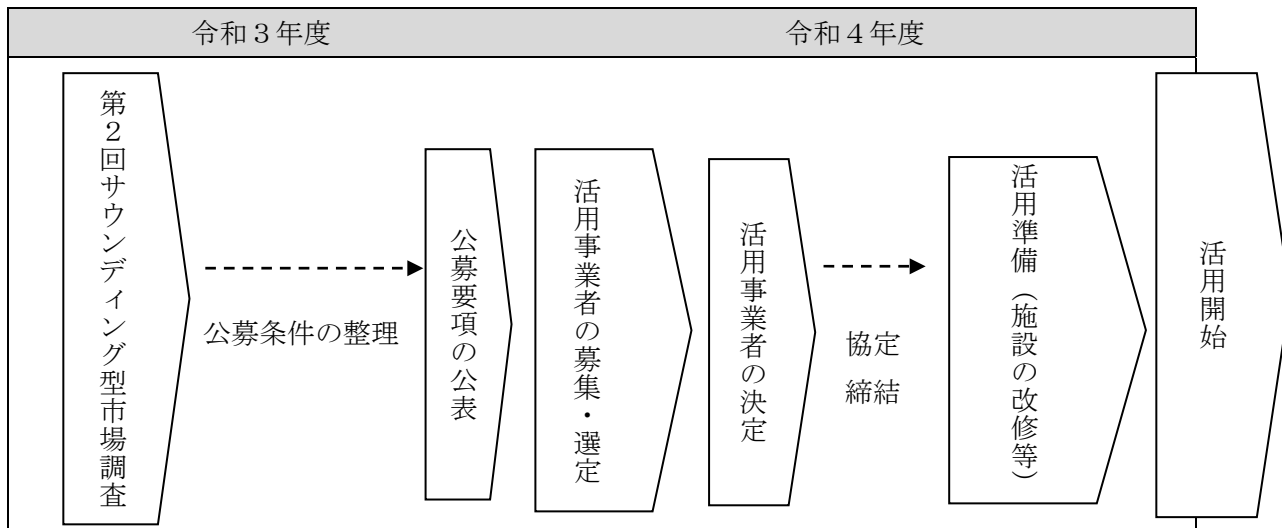 令和３年度
令和４年度
第２回サウンディング型市場調査
公募条件の整理
公募要項の公表
活用事業者の募集・選定
活用事業者の決定
協定
締結
活用準備（施設の改修等）
活用開始